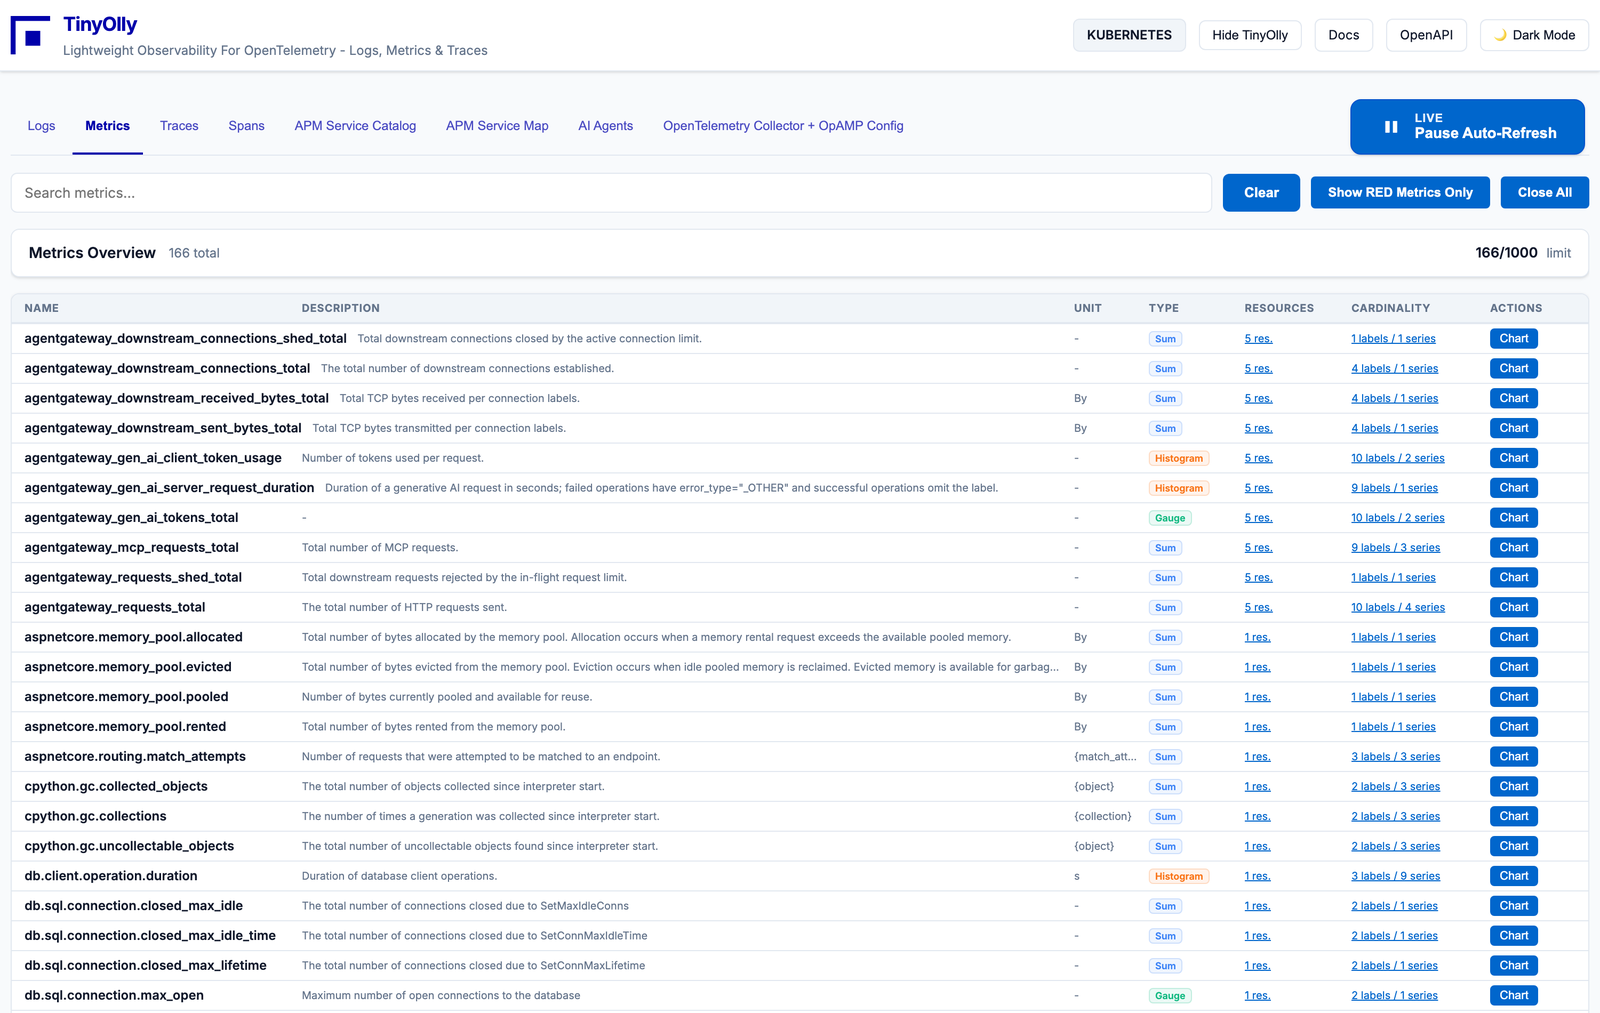 TinyOlly
Lightweight Observability For OpenTelemetry - Logs, Metrics & Traces
KUBERNETES
Hide TinyOlly
Docs
OpenAPI
🌙 Dark Mode
Logs Metrics Traces Spans APM Service Catalog APM Service Map AI Agents OpenTelemetry Collector + OpAMP Config
LIVE
Pause Auto-Refresh
Search metrics...
Clear
Show RED Metrics Only
Close All
Metrics Overview 166 total 166/1000 limit
NAME DESCRIPTION UNIT TYPE RESOURCES CARDINALITY ACTIONS
agentgateway_downstream_connections_shed_total Total downstream connections closed by the active connection limit. - Sum 5 res. 1 labels / 1 series Chart
agentgateway_downstream_connections_total The total number of downstream connections established. - Sum 5 res. 4 labels / 1 series Chart
agentgateway_downstream_received_bytes_total Total TCP bytes received per connection labels. By Sum 5 res. 4 labels / 1 series Chart
agentgateway_downstream_sent_bytes_total Total TCP bytes transmitted per connection labels. By Sum 5 res. 4 labels / 1 series Chart
agentgateway_gen_ai_client_token_usage Number of tokens used per request. - Histogram 5 res. 10 labels / 2 series Chart
agentgateway_gen_ai_server_request_duration Duration of a generative AI request in seconds; failed operations have error_type="_OTHER" and successful operations omit the label. - Histogram 5 res. 9 labels / 1 series Chart
agentgateway_gen_ai_tokens_total - - Gauge 5 res. 10 labels / 2 series Chart
agentgateway_mcp_requests_total Total number of MCP requests. - Sum 5 res. 9 labels / 3 series Chart
agentgateway_requests_shed_total Total downstream requests rejected by the in-flight request limit. - Sum 5 res. 1 labels / 1 series Chart
agentgateway_requests_total The total number of HTTP requests sent. - Sum 5 res. 10 labels / 4 series Chart
aspnetcore.memory_pool.allocated Total number of bytes allocated by the memory pool. Allocation occurs when a memory rental request exceeds the available pooled memory. By Sum 1 res. 1 labels / 1 series Chart
aspnetcore.memory_pool.evicted Total number of bytes evicted from the memory pool. Eviction occurs when idle pooled memory is reclaimed. Evicted memory is available for garbag... By Sum 1 res. 1 labels / 1 series Chart
aspnetcore.memory_pool.pooled Number of bytes currently pooled and available for reuse. By Sum 1 res. 1 labels / 1 series Chart
aspnetcore.memory_pool.rented Total number of bytes rented from the memory pool. By Sum 1 res. 1 labels / 1 series Chart
aspnetcore.routing.match_attempts Number of requests that were attempted to be matched to an endpoint. {match_att... Sum 1 res. 3 labels / 3 series Chart
cpython.gc.collected_objects The total number of objects collected since interpreter start. {object} Sum 1 res. 2 labels / 3 series Chart
cpython.gc.collections The number of times a generation was collected since interpreter start. {collection} Sum 1 res. 2 labels / 3 series Chart
cpython.gc.uncollectable_objects The total number of uncollectable objects found since interpreter start. {object} Sum 1 res. 2 labels / 3 series Chart
db.client.operation.duration Duration of database client operations. s Histogram 1 res. 3 labels / 9 series Chart
db.sql.connection.closed_max_idle The total number of connections closed due to SetMaxIdleConns - Sum 1 res. 2 labels / 1 series Chart
db.sql.connection.closed_max_idle_time The total number of connections closed due to SetConnMaxIdleTime - Sum 1 res. 2 labels / 1 series Chart
db.sql.connection.closed_max_lifetime The total number of connections closed due to SetConnMaxLifetime - Sum 1 res. 2 labels / 1 series Chart
db.sql.connection.max_open Maximum number of open connections to the database - Gauge 1 res. 2 labels / 1 series Chart